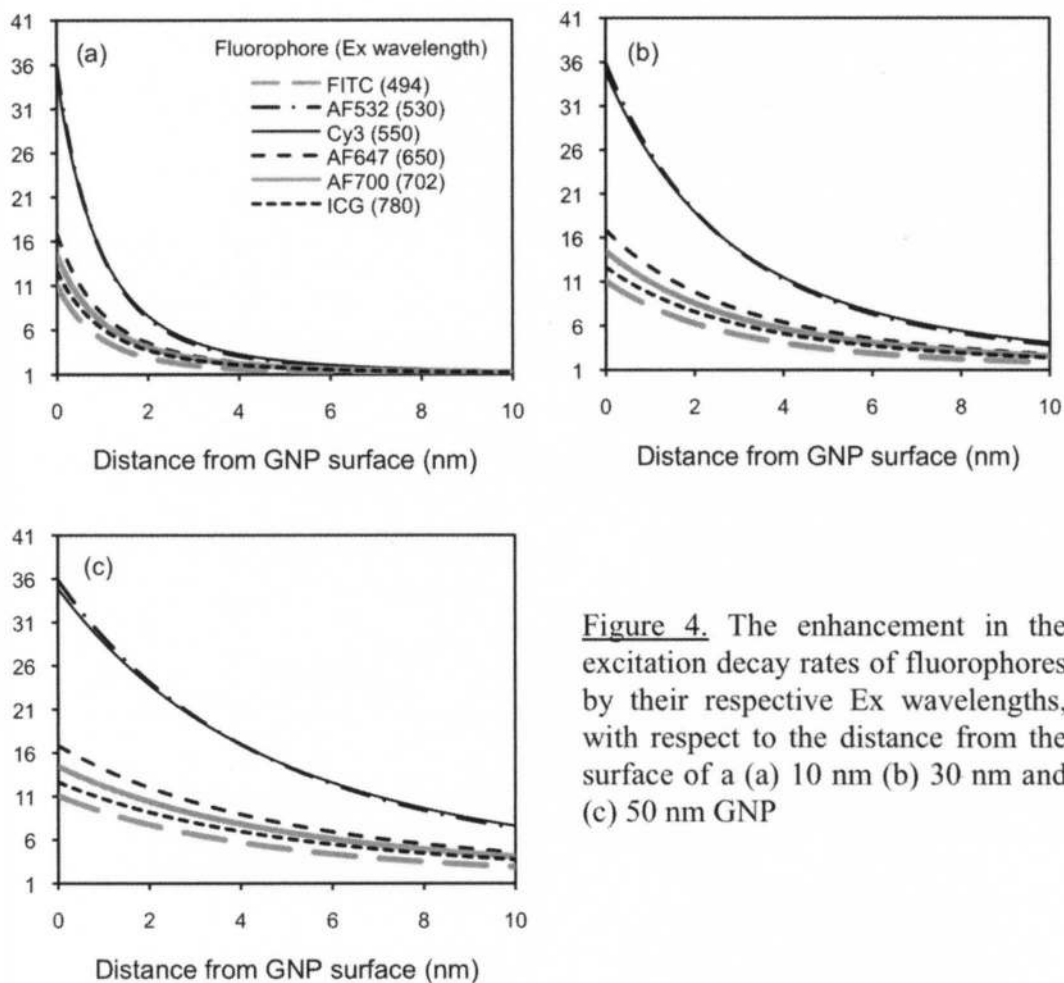 41
36
31
26
21
16
11
6
1
(a)
Fluorophore (Ex wavelength)
FITC (494)
AF532 (530)
Cy3 (550)
AF647 (650)
AF700 (702)
ICG (780)
0 2 4 6 8 10
Distance from GNP surface (nm)
41
36
31
26
21
16
11
6
1
(b)
0 2 4 6 8 10
Distance from GNP surface (nm)
41
36
31
26
21
16
11
6
1
(c)
0 2 4 6 8 10
Distance from GNP surface (nm)
Figure 4. The enhancement in the
excitation decay rates of fluorophores
by their respective Ex wavelengths,
with respect to the distance from the
surface of a (a) 10 nm (b) 30 nm and
(c) 50 nm GNP